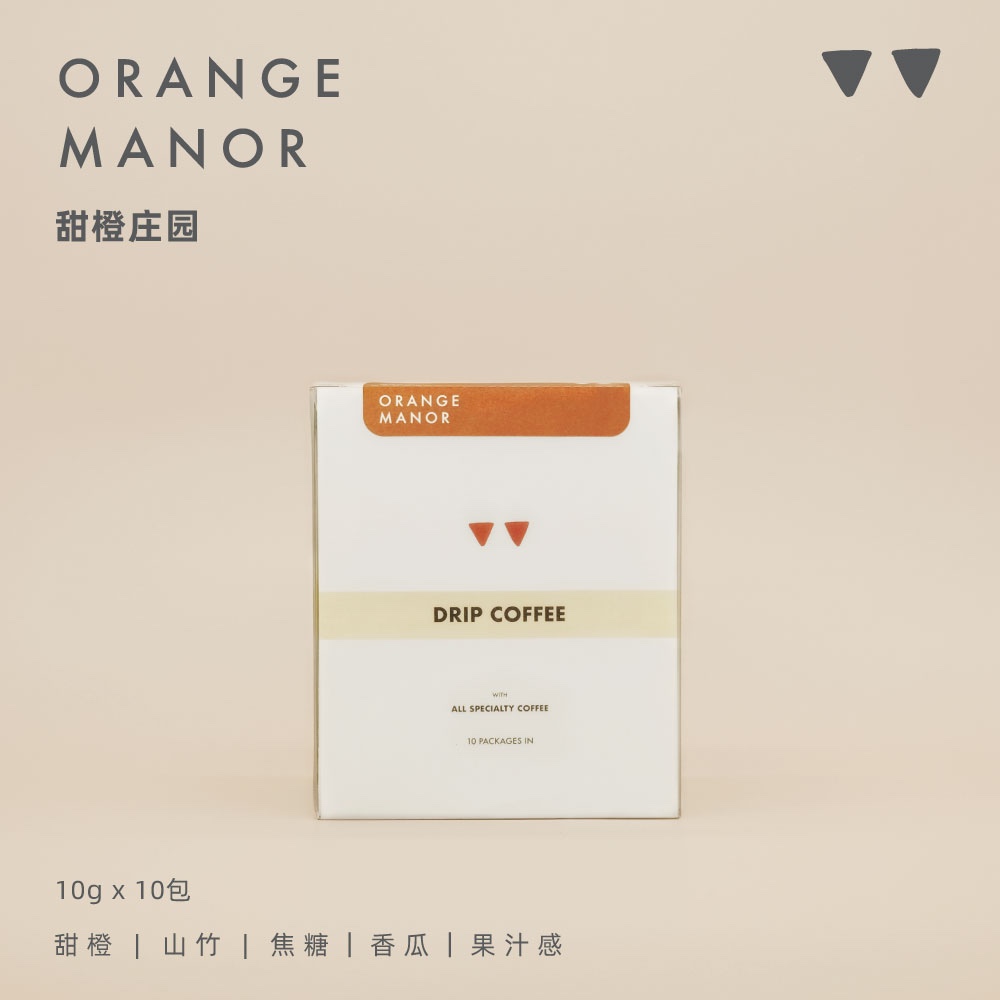 ORANGE
MANOR
甜橙庄园
ORANGE
MANOR
DRIP COFFEE
WITH
ALL SPECIALTY COFFEE
10 PACKAGES IN
10g x 10包
甜橙 | 山竹 | 焦糖 | 香瓜 | 果汁感